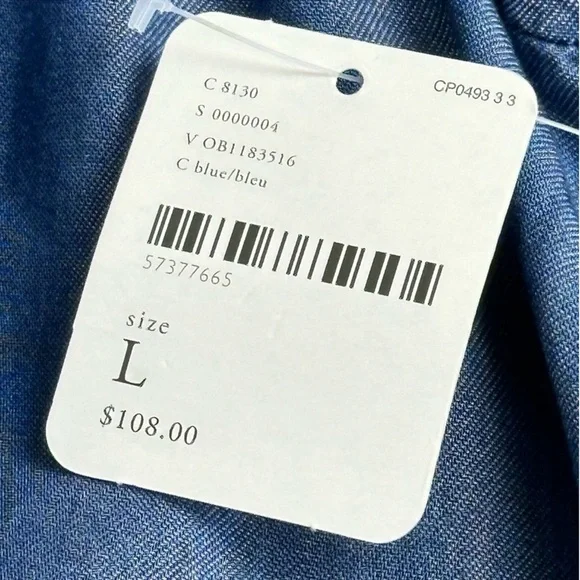 C 8130
CP0493 3 3
S 0000004
V OB1183516
C blue/bleu
57377665
size
L
$108.00